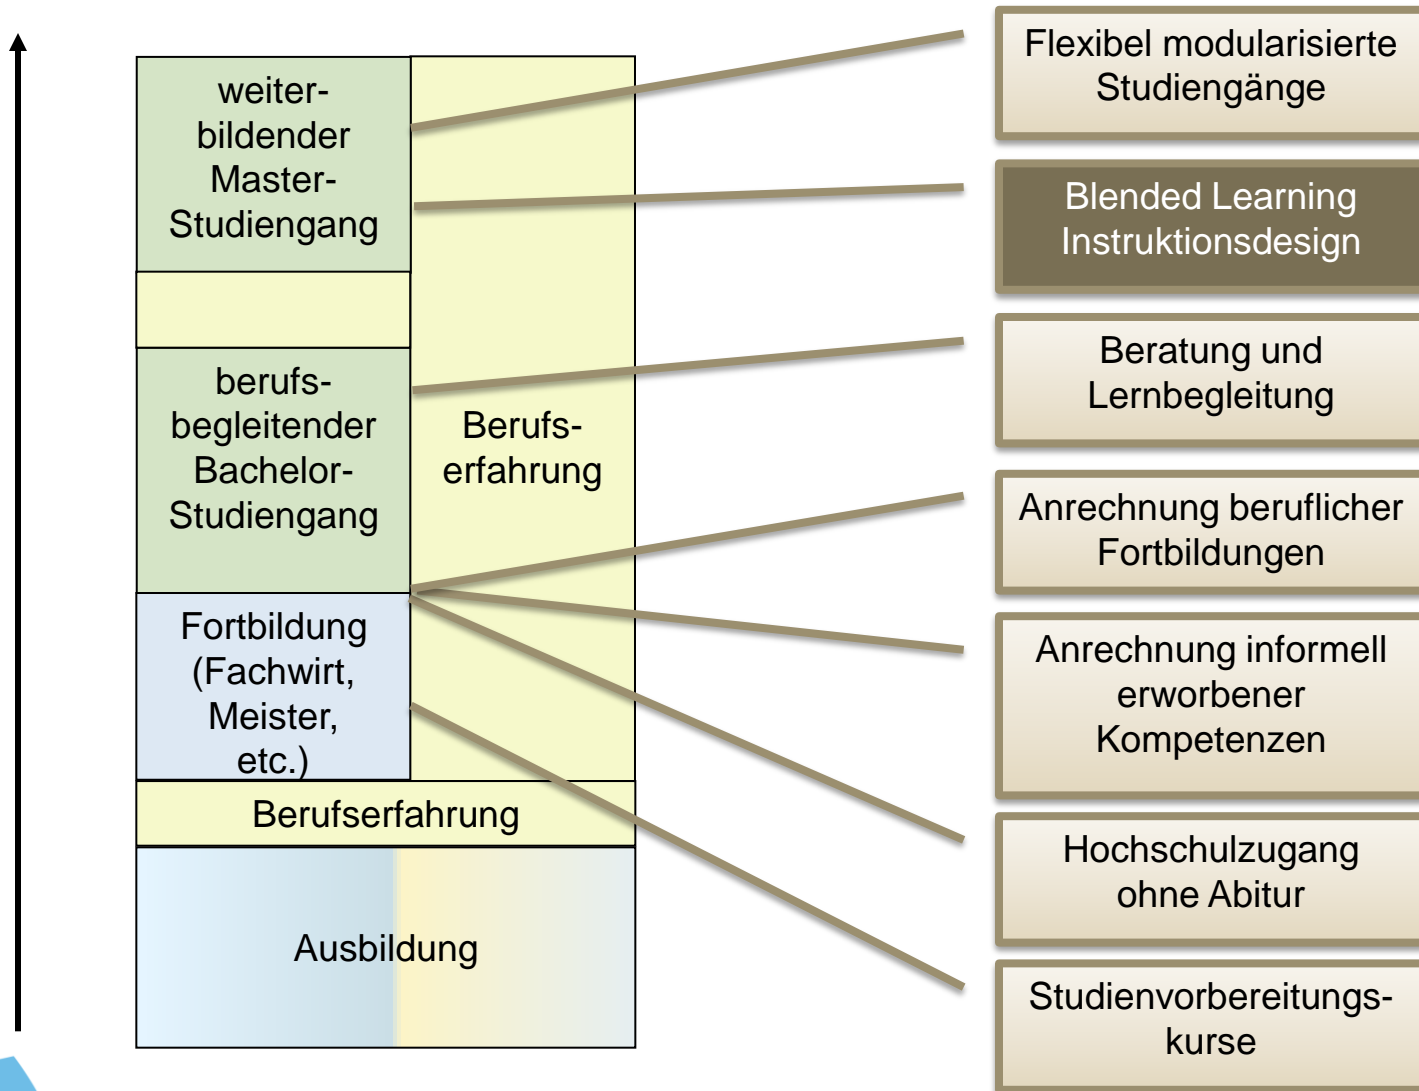 weiter-
bildender
Master-
Studiengang
berufs-
begleitender
Bachelor-
Studiengang
Berufs-
erfahrung
Fortbildung
(Fachwirt,
Meister,
etc.)
Berufserfahrung
Ausbildung
Flexibel modularisierte
Studiengänge
Blended Learning
Instruktionsdesign
Beratung und
Lernbegleitung
Anrechnung beruflicher
Fortbildungen
Anrechnung informell
erworbener
Kompetenzen
Hochschulzugang
ohne Abitur
Studienvorbereitungs-
kurse